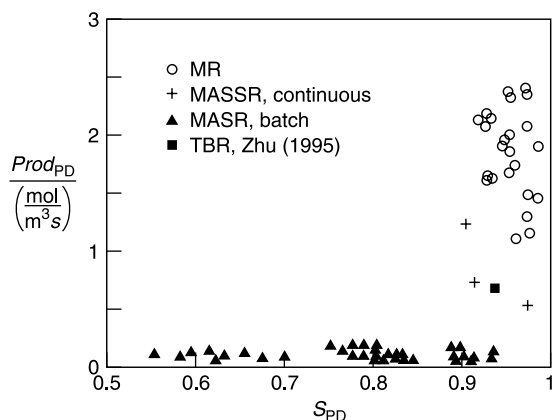 3
MR
MASSR, continuous
MASR, batch
2
TBR, Zhu (1995)
Prod_PD
(mol
m³s)
1
0
0.5 0.6 0.7 0.8 0.9 1
S_PD